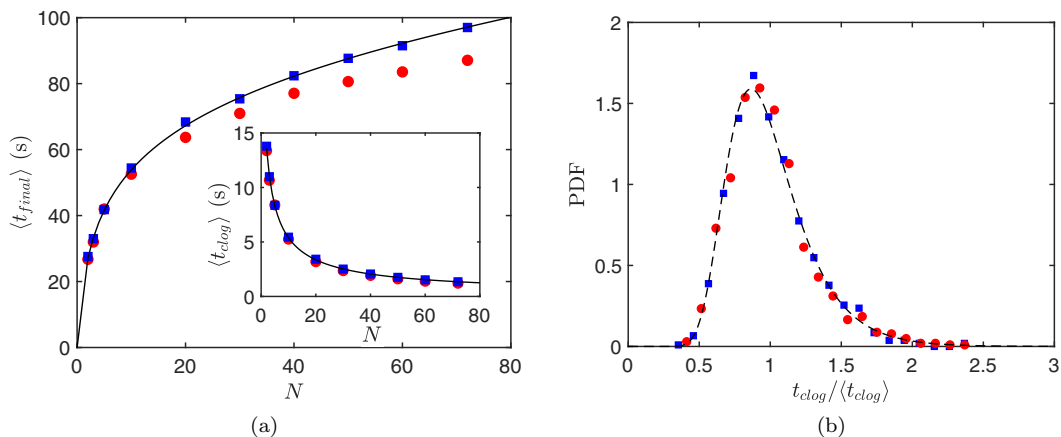 100
80
60
40
20
0
0 20 40 60 80
⟨t_final⟩ (s)
N
15
10
5
0
0 20 40 60 80
⟨t_clog⟩ (s)
N
(a)
2
1.5
1
0.5
0
0 0.5 1 1.5 2 2.5 3
PDF
t_clog/⟨t_clog⟩
(b)